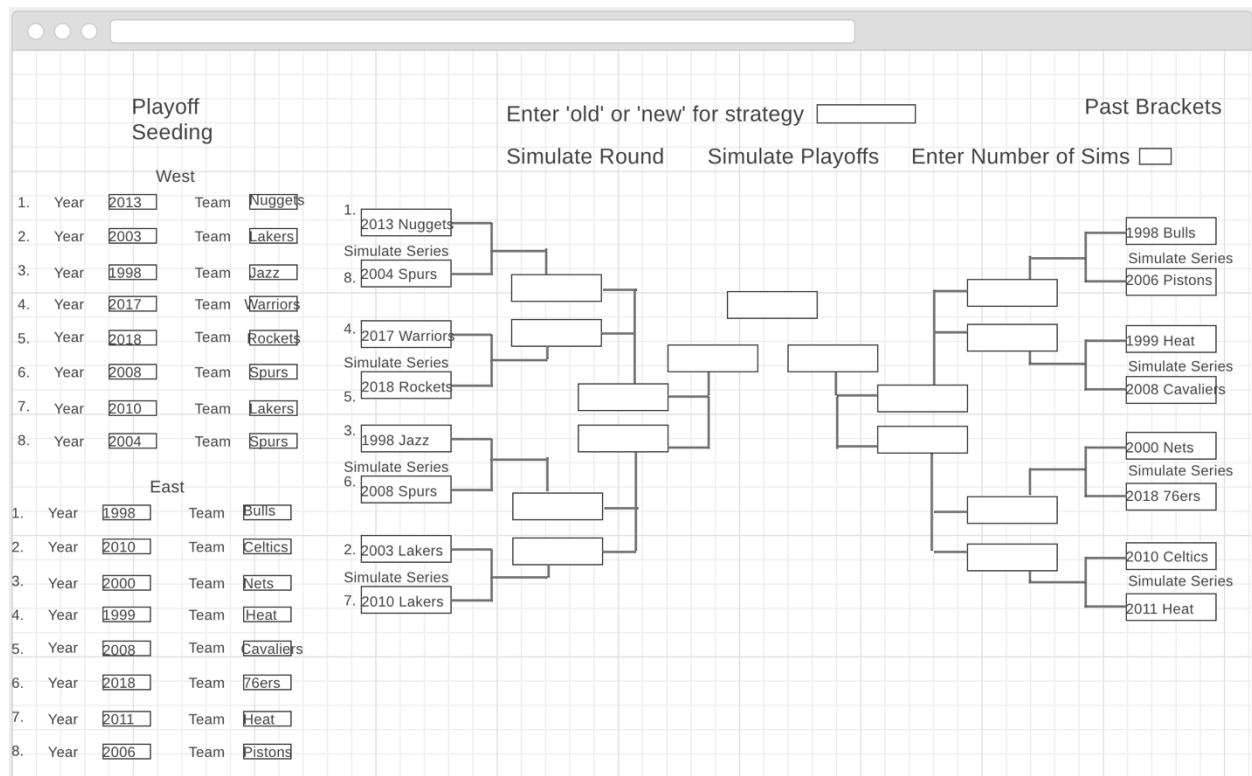 Playoff
Seeding
Enter 'old' or 'new' for strategy
Past Brackets
Simulate Round
Simulate Playoffs
Enter Number of Sims
West
1. Year 2013 Team Nuggets
2. Year 2003 Team Lakers
3. Year 1998 Team Jazz
4. Year 2017 Team Warriors
5. Year 2018 Team Rockets
6. Year 2008 Team Spurs
7. Year 2010 Team Lakers
8. Year 2004 Team Spurs
East
1. Year 1998 Team Bulls
2. Year 2010 Team Celtics
3. Year 2000 Team Nets
4. Year 1999 Team Heat
5. Year 2008 Team Cavaliers
6. Year 2018 Team 76ers
7. Year 2011 Team Heat
8. Year 2006 Team Pistons
1. 2013 Nuggets
Simulate Series
8. 2004 Spurs
4. 2017 Warriors
Simulate Series
5. 2018 Rockets
3. 1998 Jazz
Simulate Series
6. 2008 Spurs
2. 2003 Lakers
Simulate Series
7. 2010 Lakers
1998 Bulls
Simulate Series
2006 Pistons
1999 Heat
Simulate Series
2008 Cavaliers
2000 Nets
Simulate Series
2018 76ers
2010 Celtics
Simulate Series
2011 Heat